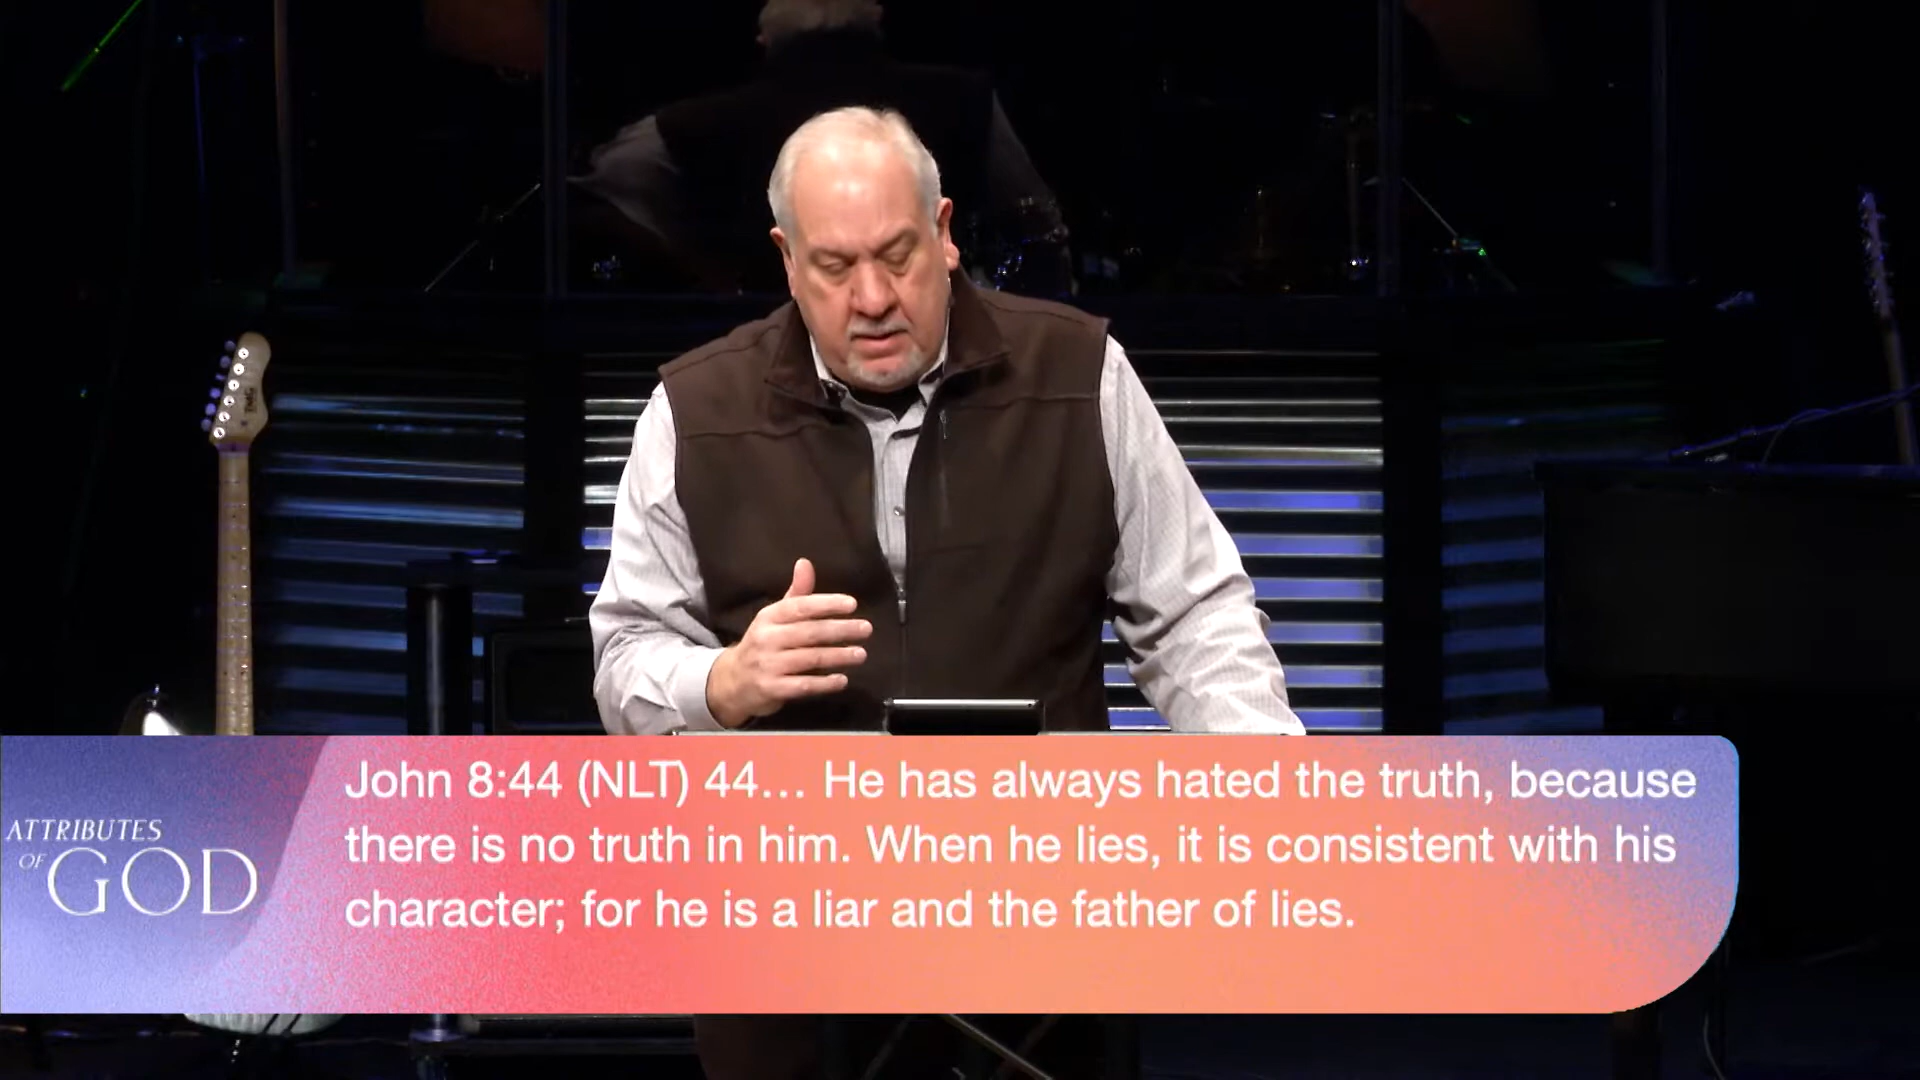 John 8:44 (NLT) 44... He has always hated the truth, because
there is no truth in him. When he lies, it is consistent with his
character; for he is a liar and the father of lies.
ATTRIBUTES
OF
GOD